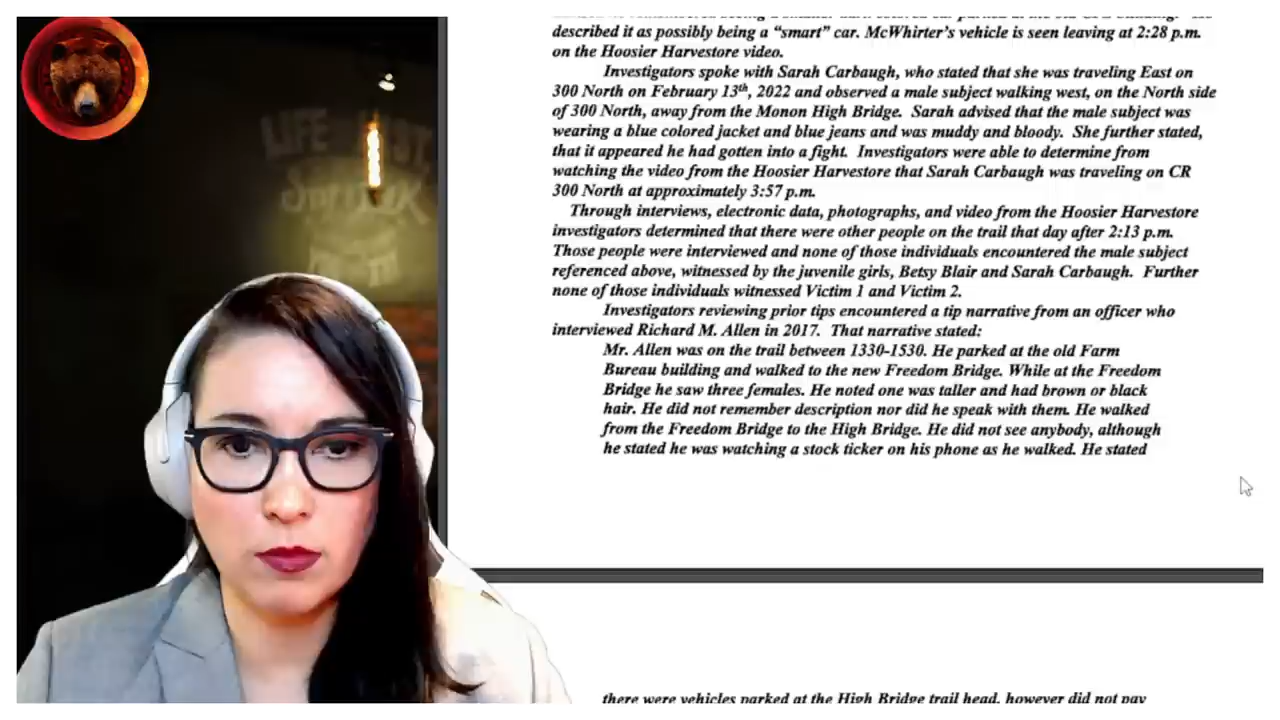 described it as possibly being a “smart” car. McWhirter’s vehicle is seen leaving at 2:28 p.m.
on the Hoosier Harvestore video.
Investigators spoke with Sarah Carbaugh, who stated that she was traveling East on
300 North on February 13th, 2022 and observed a male subject walking west, on the North side
of 300 North, away from the Monon High Bridge. Sarah advised that the male subject was
wearing a blue colored jacket and blue jeans and was muddy and bloody. She further stated,
that it appeared he had gotten into a fight. Investigators were able to determine from
watching the video from the Hoosier Harvestore that Sarah Carbaugh was traveling on CR
300 North at approximately 3:57 p.m.
Through interviews, electronic data, photographs, and video from the Hoosier Harvestore
investigators determined that there were other people on the trail that day after 2:13 p.m.
Those people were interviewed and none of those individuals encountered the male subject
referenced above, witnessed by the juvenile girls, Betsy Blair and Sarah Carbaugh. Further
none of those individuals witnessed Victim 1 and Victim 2.
Investigators reviewing prior tips encountered a tip narrative from an officer who
interviewed Richard M. Allen in 2017. That narrative stated:
Mr. Allen was on the trail between 1330-1530. He parked at the old Farm
Bureau building and walked to the new Freedom Bridge. While at the Freedom
Bridge he saw three females. He noted one was taller and had brown or black
hair. He did not remember description nor did he speak with them. He walked
from the Freedom Bridge to the High Bridge. He did not see anybody, although
he stated he was watching a stock ticker on his phone as he walked. He stated
there were vehicles parked at the High Bridge trail head, however did not pay
LIFE